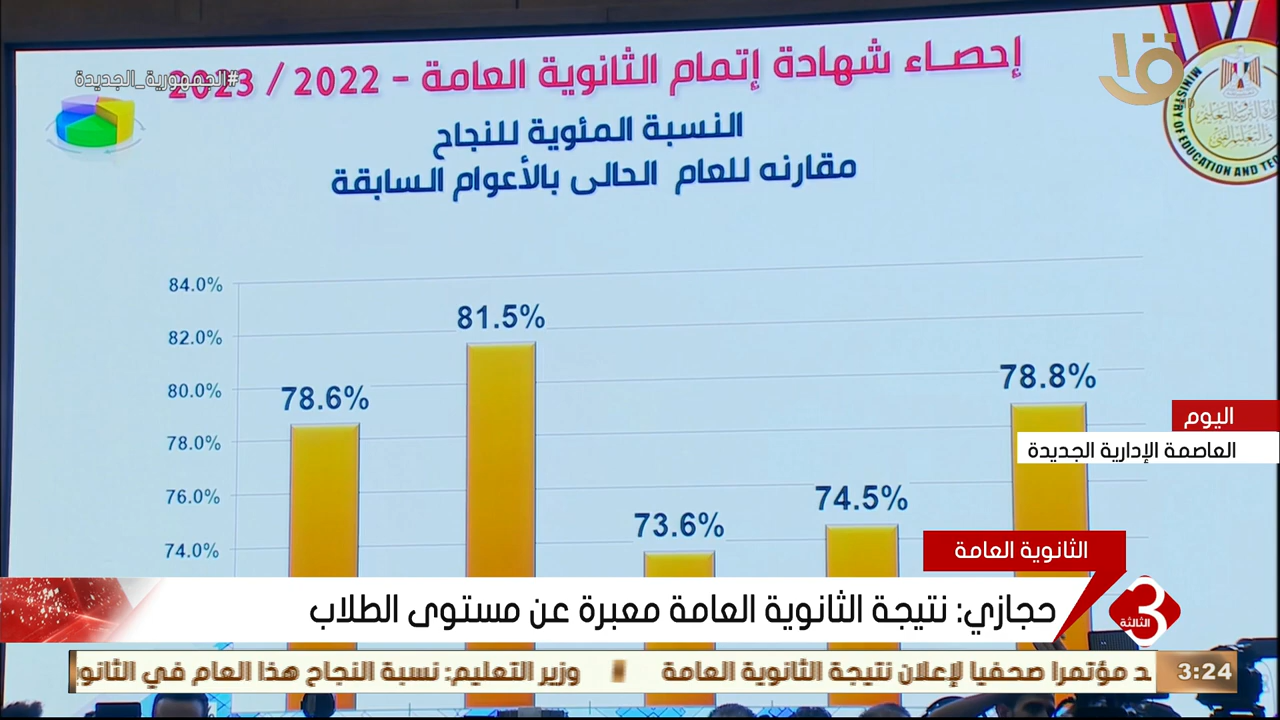 #الجمهورية_الجديدة
إحصاء شهادة إتمام الثانوية العامة - 2022 / 2023
النسبة المئوية للنجاح
مقارنه للعام الحالى بالأعوام السابقة
MINISTRY OF EDUCATION AND TE
84.0%
82.0%
80.0%
78.0%
76.0%
74.0%
78.6%
81.5%
73.6%
74.5%
78.8%
اليوم
العاصمة الإدارية الجديدة
الثانوية العامة
حجازي: نتيجة الثانوية العامة معبرة عن مستوى الطلاب
3
الثالثة
د مؤتمرا صحفيا لإعلان نتيجة الثانوية العامة
وزير التعليم: نسبة النجاح هذا العام في الثانو
3:24